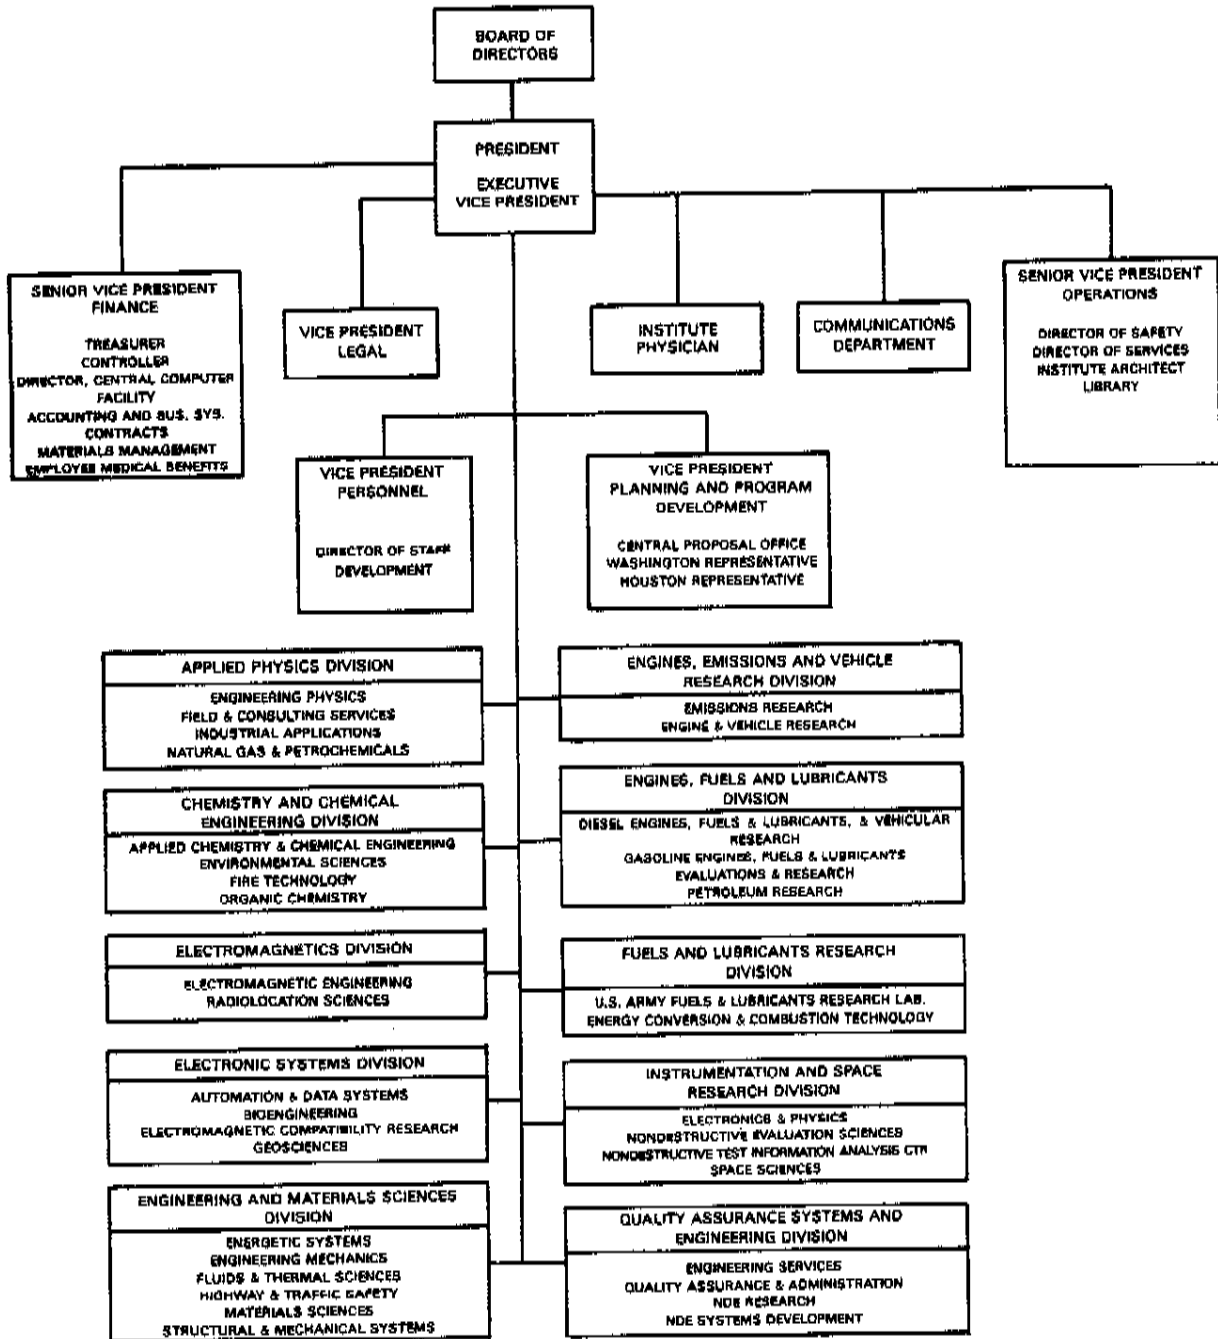 BOARD OF
DIRECTORS
PRESIDENT
EXECUTIVE
VICE PRESIDENT
SENIOR VICE PRESIDENT
FINANCE
TREASURER
CONTROLLER
DIRECTOR, CENTRAL COMPUTER
FACILITY
ACCOUNTING AND BUS. SYS.
CONTRACTS
MATERIALS MANAGEMENT
EMPLOYEE MEDICAL BENEFITS
VICE PRESIDENT
LEGAL
INSTITUTE
PHYSICIAN
COMMUNICATIONS
DEPARTMENT
SENIOR VICE PRESIDENT
OPERATIONS
DIRECTOR OF SAFETY
DIRECTOR OF SERVICES
INSTITUTE ARCHITECT
LIBRARY
VICE PRESIDENT
PERSONNEL
DIRECTOR OF STAFF
DEVELOPMENT
VICE PRESIDENT
PLANNING AND PROGRAM
DEVELOPMENT
CENTRAL PROPOSAL OFFICE
WASHINGTON REPRESENTATIVE
HOUSTON REPRESENTATIVE
APPLIED PHYSICS DIVISION
ENGINEERING PHYSICS
FIELD & CONSULTING SERVICES
INDUSTRIAL APPLICATIONS
NATURAL GAS & PETROCHEMICALS
ENGINES, EMISSIONS AND VEHICLE
RESEARCH DIVISION
EMISSIONS RESEARCH
ENGINE & VEHICLE RESEARCH
CHEMISTRY AND CHEMICAL
ENGINEERING DIVISION
APPLIED CHEMISTRY & CHEMICAL ENGINEERING
ENVIRONMENTAL SCIENCES
FIRE TECHNOLOGY
ORGANIC CHEMISTRY
ENGINES, FUELS AND LUBRICANTS
DIVISION
DIESEL ENGINES, FUELS & LUBRICANTS, & VEHICULAR
RESEARCH
GASOLINE ENGINES, FUELS & LUBRICANTS
EVALUATIONS & RESEARCH
PETROLEUM RESEARCH
ELECTROMAGNETICS DIVISION
ELECTROMAGNETIC ENGINEERING
RADIOLOCATION SCIENCES
FUELS AND LUBRICANTS RESEARCH
DIVISION
U.S. ARMY FUELS & LUBRICANTS RESEARCH LAB.
ENERGY CONVERSION & COMBUSTION TECHNOLOGY
ELECTRONIC SYSTEMS DIVISION
AUTOMATION & DATA SYSTEMS
BIOENGINEERING
ELECTROMAGNETIC COMPATIBILITY RESEARCH
GEOSCIENCES
INSTRUMENTATION AND SPACE
RESEARCH DIVISION
ELECTRONICS & PHYSICS
NONDESTRUCTIVE EVALUATION SCIENCES
NONDESTRUCTIVE TEST INFORMATION ANALYSIS CTR
SPACE SCIENCES
ENGINEERING AND MATERIALS SCIENCES
DIVISION
ENERGETIC SYSTEMS
ENGINEERING MECHANICS
FLUIDS & THERMAL SCIENCES
HIGHWAY & TRAFFIC SAFETY
MATERIALS SCIENCES
STRUCTURAL & MECHANICAL SYSTEMS
QUALITY ASSURANCE SYSTEMS AND
ENGINEERING DIVISION
ENGINEERING SERVICES
QUALITY ASSURANCE & ADMINISTRATION
NDE RESEARCH
NDE SYSTEMS DEVELOPMENT